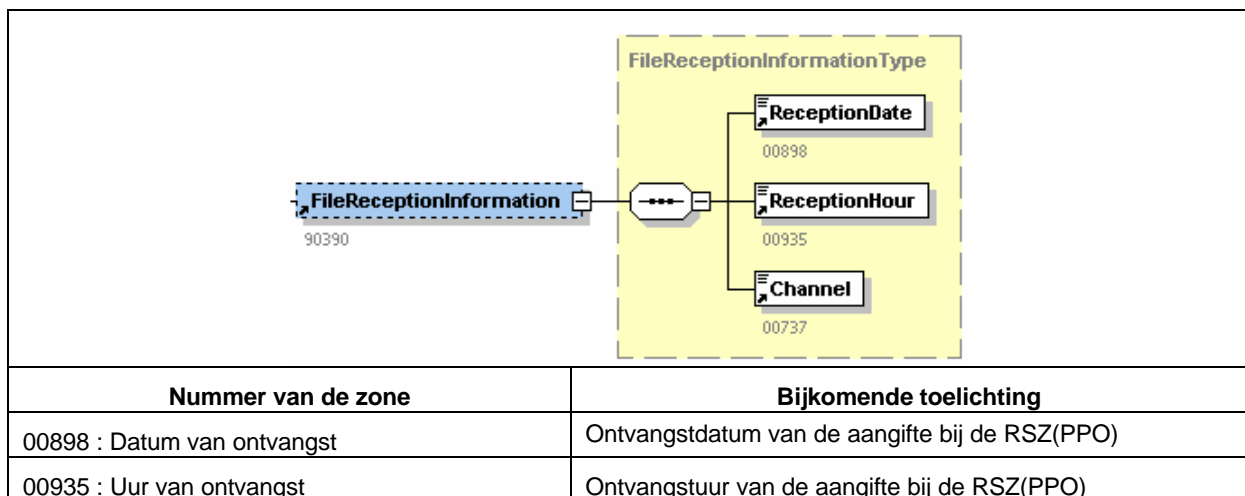 FileReceptionInformationType
ReceptionDate
00898
FileReceptionInformation
90390
ReceptionHour
00935
Channel
00737
Nummer van de zone
Bijkomende toelichting
00898 : Datum van ontvangst
Ontvangstdatum van de aangifte bij de RSZ(PPO)
00935 : Uur van ontvangst
Ontvangstuur van de aangifte bij de RSZ(PPO)